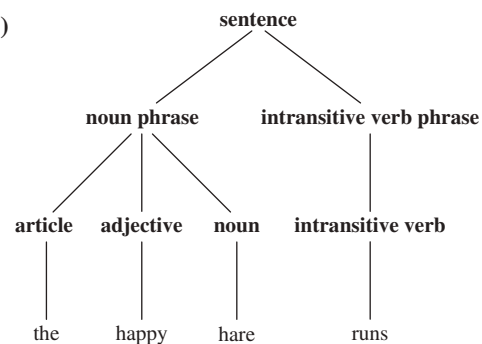 )
sentence
noun phrase intransitive verb phrase
article adjective noun intransitive verb
the happy hare runs